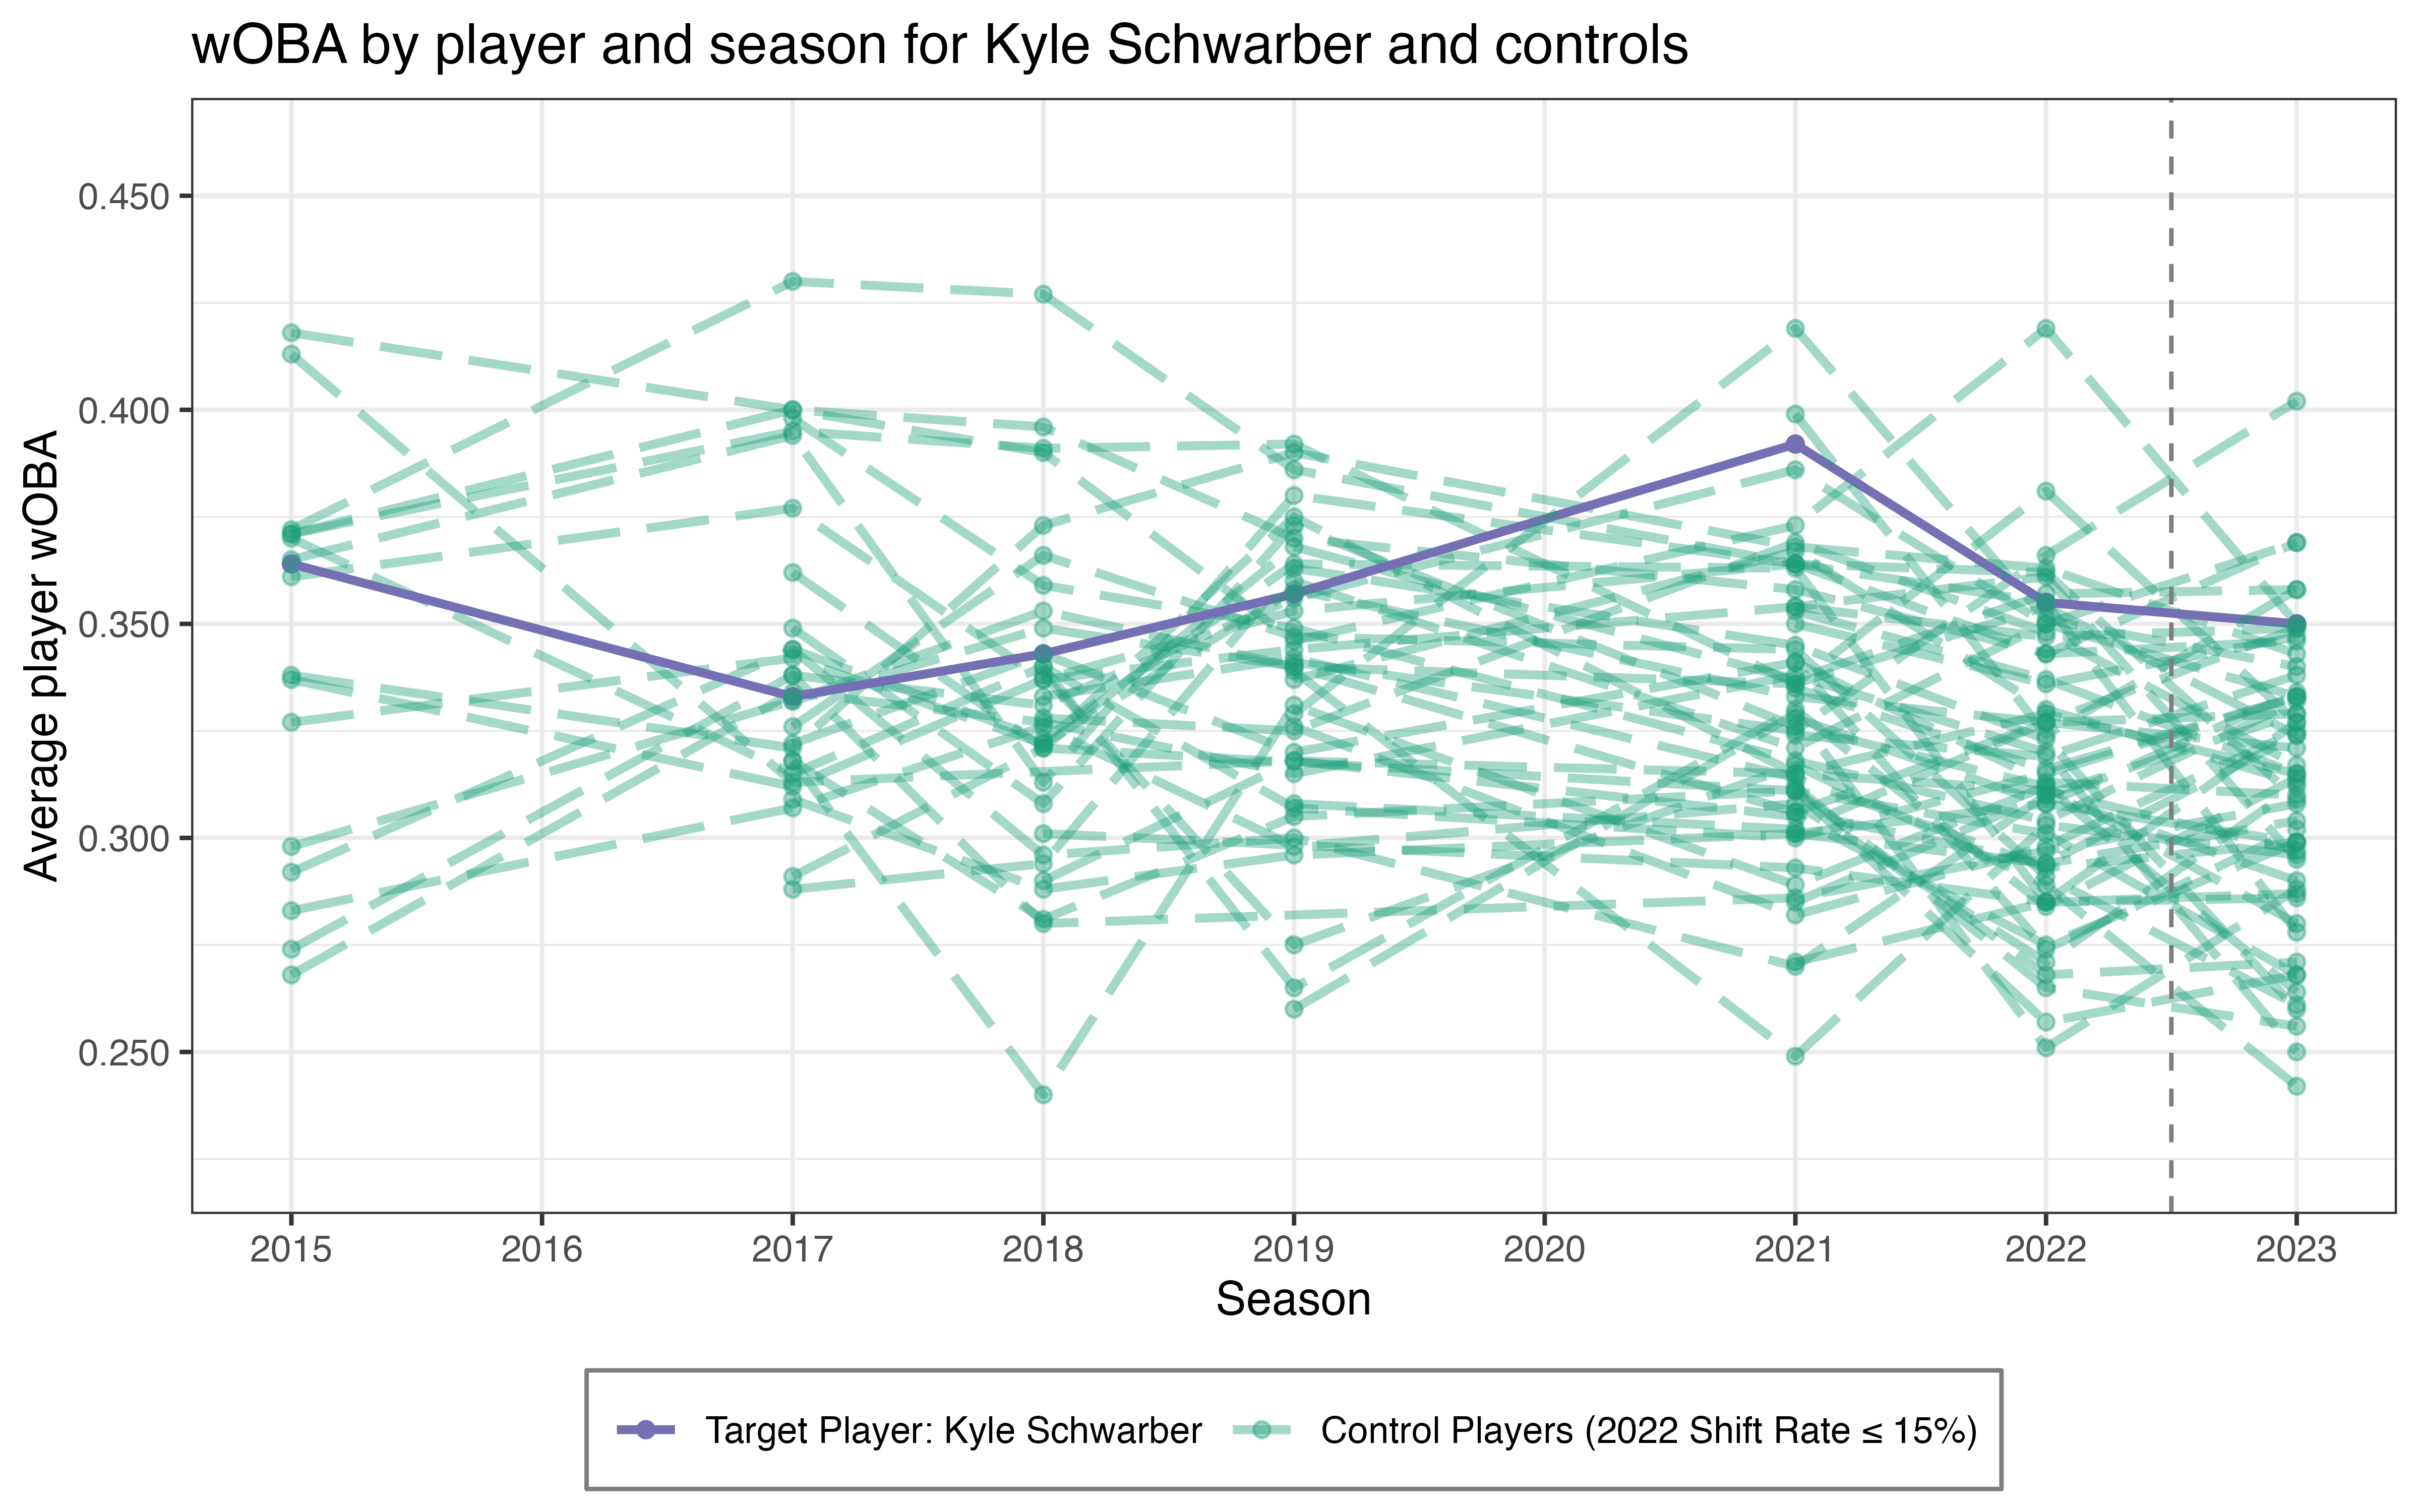 wOBA by player and season for Kyle Schwarber and controls
Average player wOBA
0.450
0.400
0.350
0.300
0.250
2015 2016 2017 2018 2019 2020 2021 2022 2023
Season
Target Player: Kyle Schwarber Control Players (2022 Shift Rate ≤ 15%)